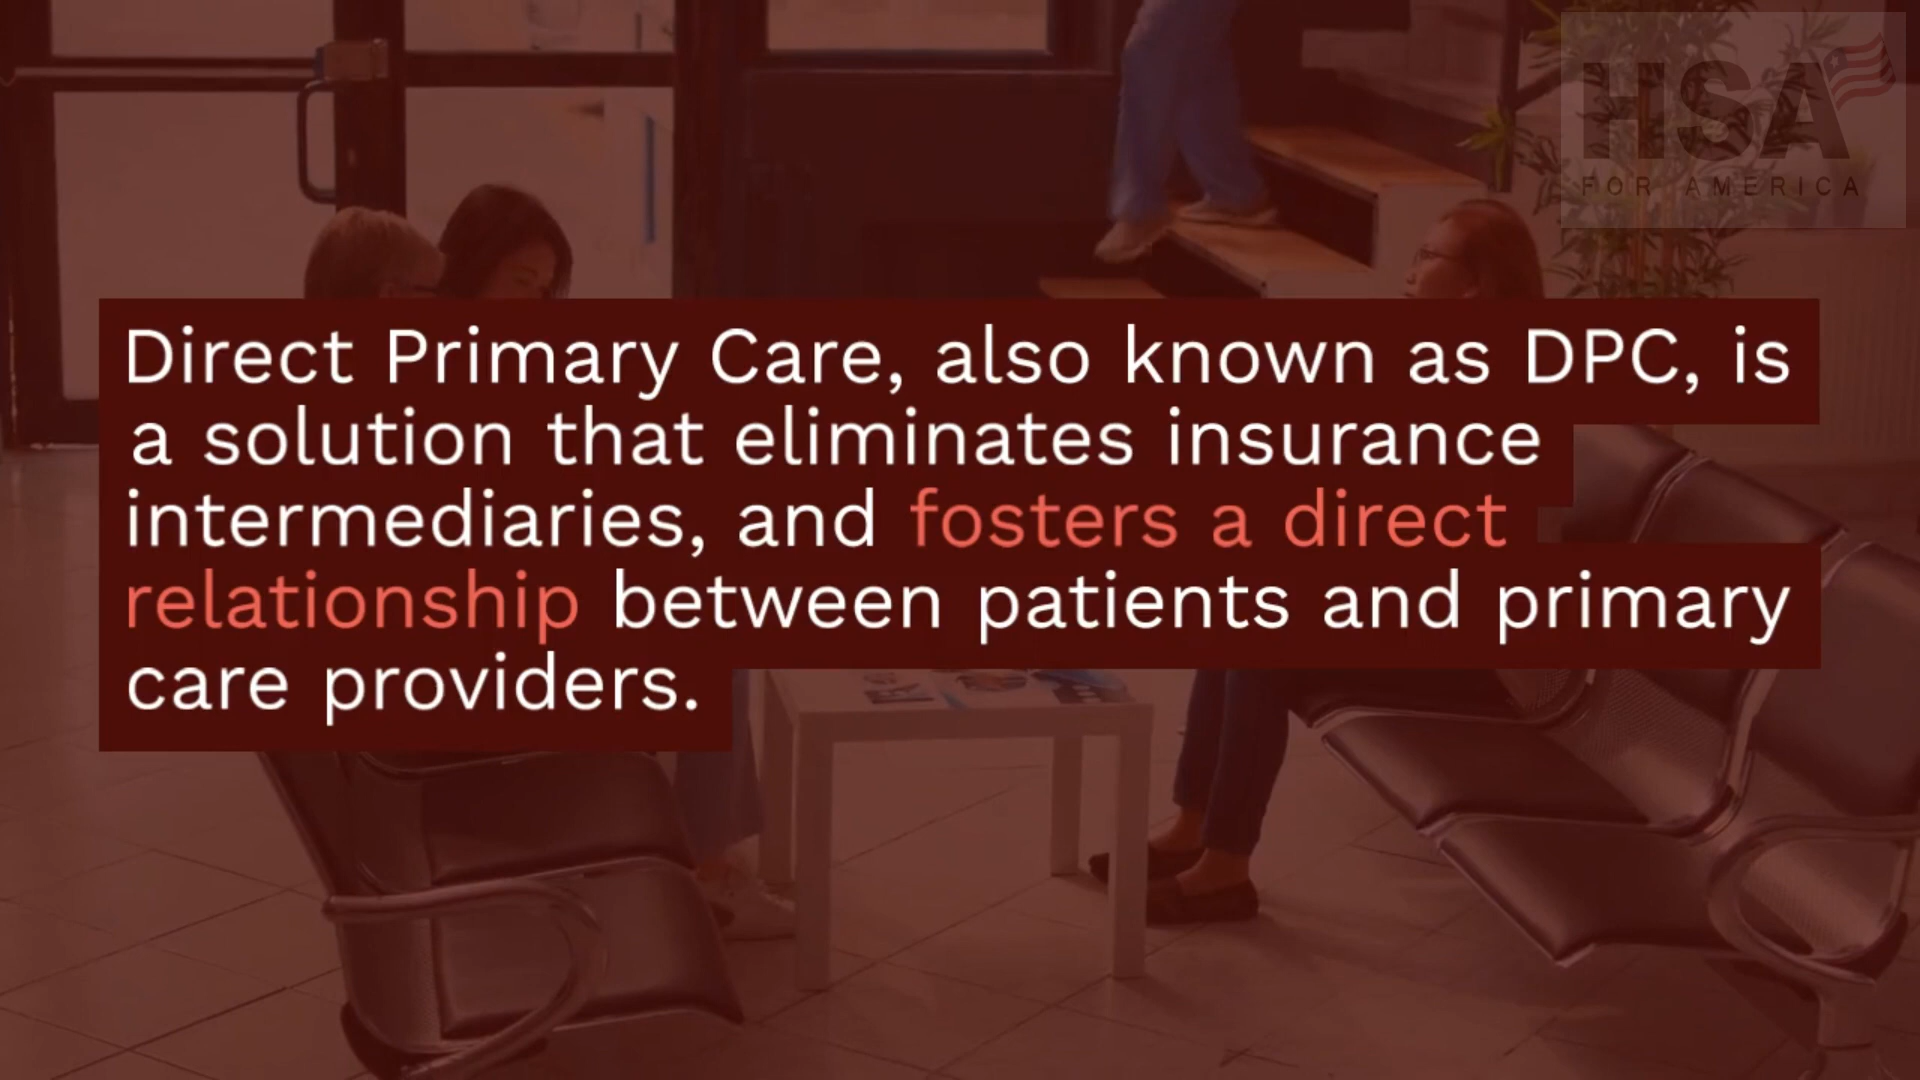 HSA
FOR AMERICA
Direct Primary Care, also known as DPC, is
a solution that eliminates insurance
intermediaries, and fosters a direct
relationship between patients and primary
care providers.